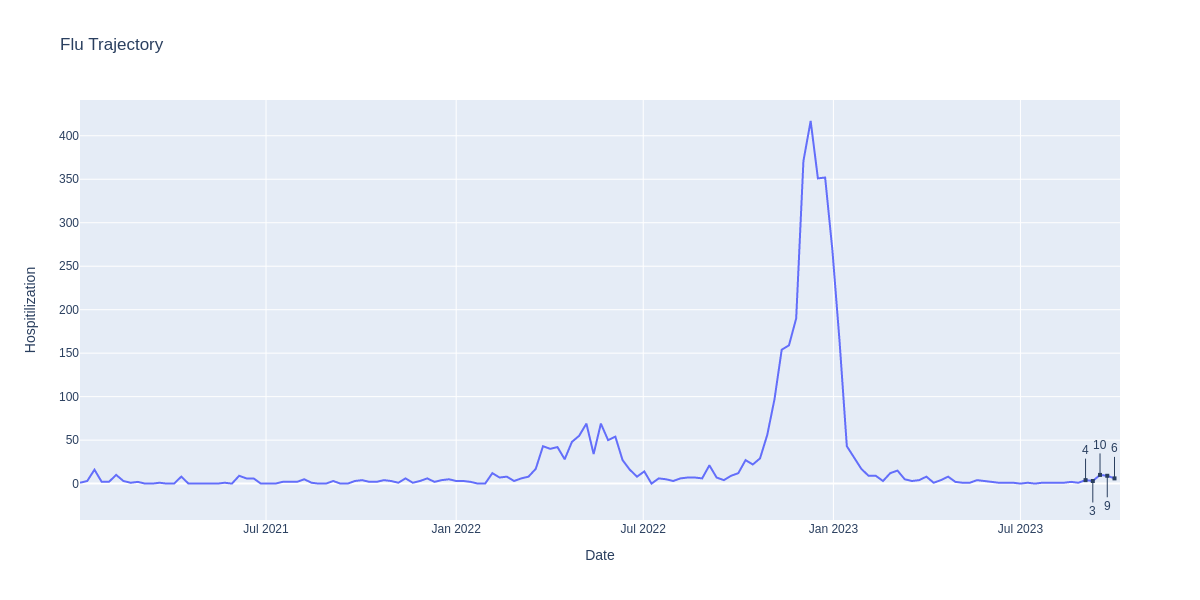 Flu Trajectory
Hospitilization
400
350
300
250
200
150
100
50
0
4
10
6
3
9
Jul 2021
Jan 2022
Jul 2022
Jan 2023
Jul 2023
Date